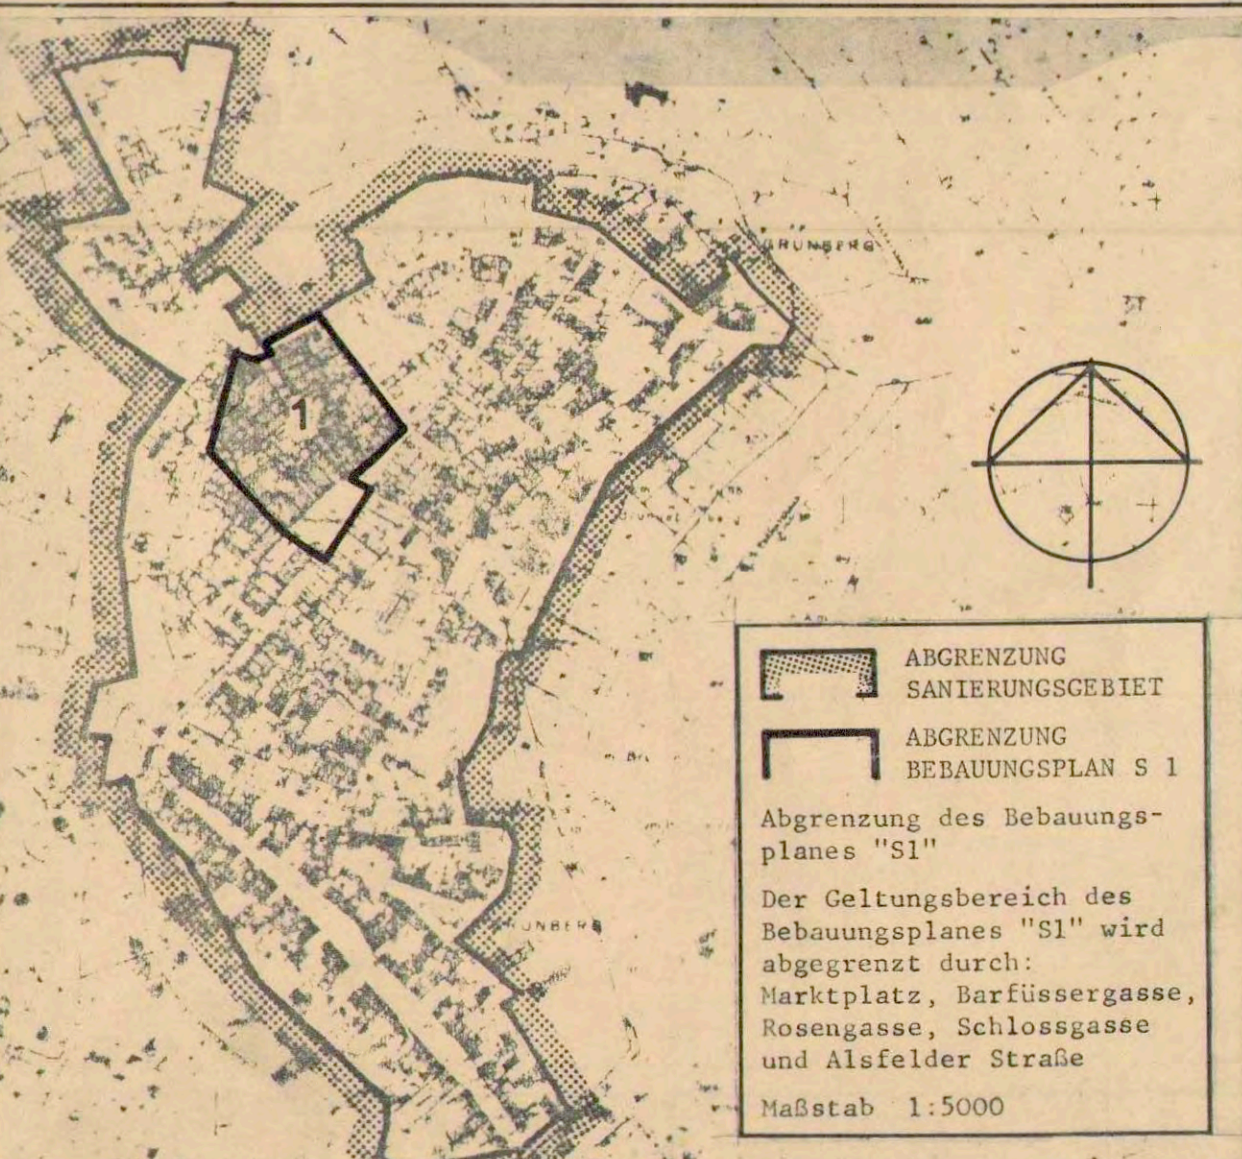 GRÜNBERG
1
ABGRENZUNG
SANIERUNGSGEBIET
ABGRENZUNG
BEBAUUNGSPLAN S 1
Abgrenzung des Bebauungs-
planes "S1"
Der Geltungsbereich des
Bebauungsplanes "S1" wird
abgegrenzt durch:
Marktplatz, Barfüssergasse,
Rosengasse, Schlossgasse
und Alsfelder Straße
Maßstab 1:5000
GRÜNBERG